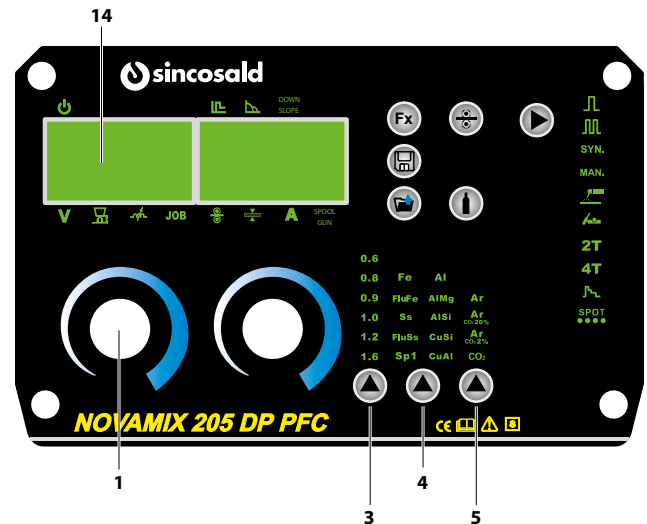 14
sincosald
DOWN
SLOPE
V
JOB
A
SPOOL
GUN
Fx
SYN.
MAN.
2T
4T
SPOT
0.6
0.8 Fe Al
0.9 FluFe AlMg Ar
1.0 Ss AlSi Ar CO₂ 20%
1.2 FluSs CuSi Ar CO₂ 2%
1.6 Sp1 CuAl CO₂
NOVAMIX 205 DP PFC
CE S
1
3
4
5